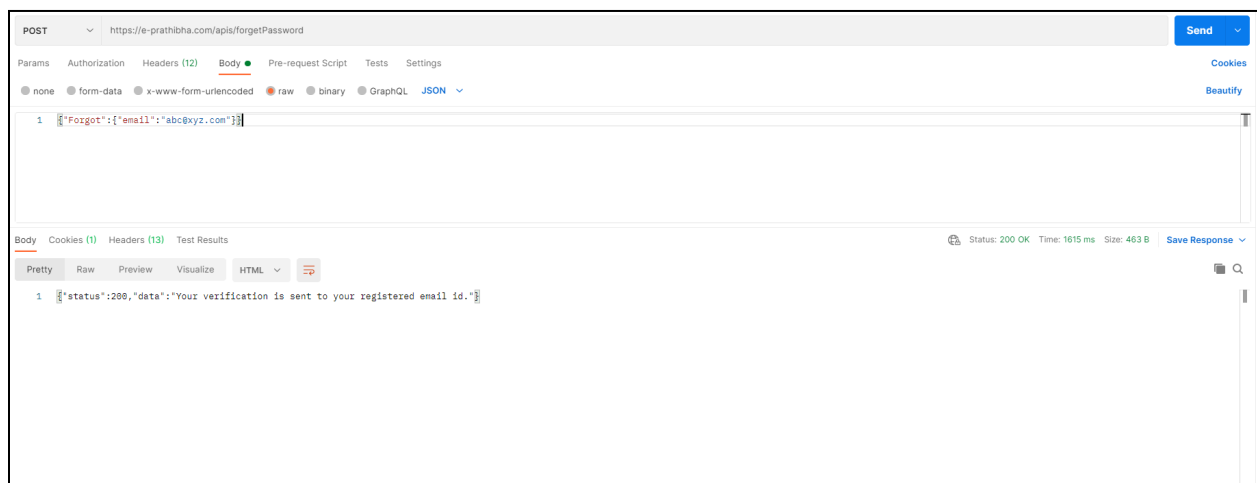 POST https://e-prathibha.com/apis/forgetPassword Send
Params Authorization Headers (12) Body Pre-request Script Tests Settings Cookies
none form-data x-www-form-urlencoded raw binary GraphQL JSON Beautify
1 {"Forgot":{"email":"abc@xyz.com"}}
Body Cookies (1) Headers (13) Test Results Status: 200 OK Time: 1615 ms Size: 463 B Save Response
Pretty Raw Preview Visualize HTML
1 {"status":200,"data":"Your verification is sent to your registered email id."}